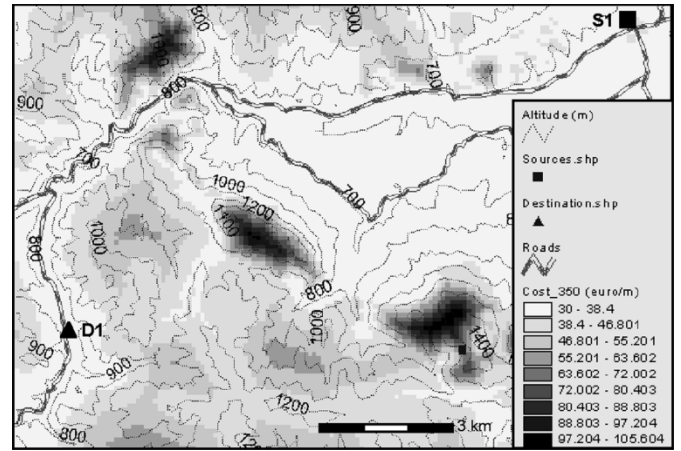 800
900
S1
1300
700
900
800
Altitude (m)
700
Sources.shp
1000
700
Destination.shp
1200
1100
800
1000
Roads
800
Cost_350 (euro/m)
30 - 38.4
1000
38.4 - 46.801
D1
1400
46.801 - 55.201
900
55.201 - 63.602
900
63.602 - 72.002
72.002 - 80.403
1200
80.403 - 88.803
3 km
88.803 - 97.204
800
97.204 - 105.604